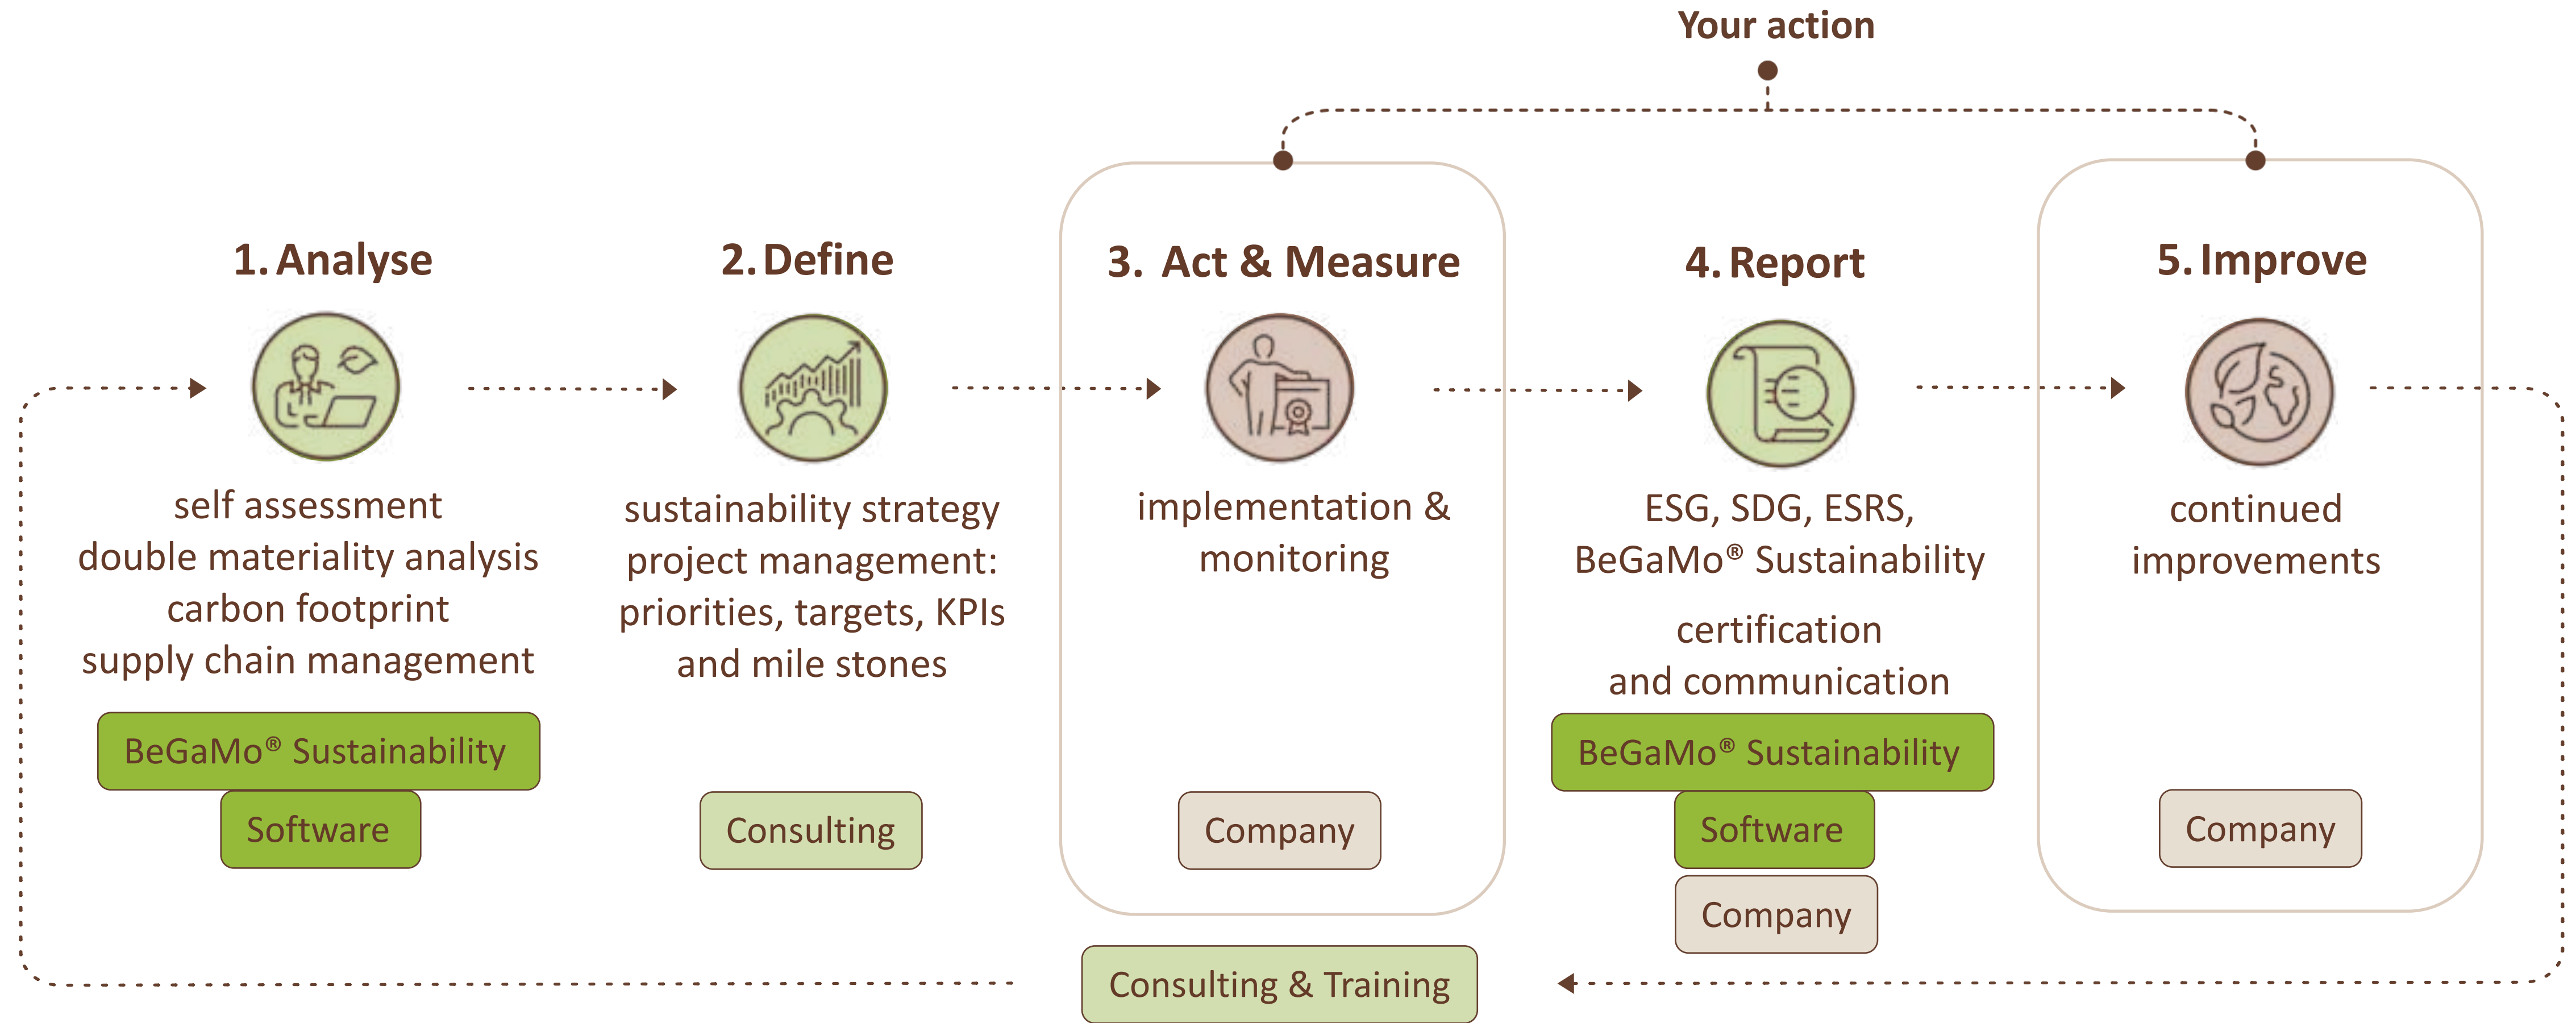 Your action
1. Analyse
self assessment
double materiality analysis
carbon footprint
supply chain management
BeGaMo® Sustainability
Software
2. Define
sustainability strategy
project management:
priorities, targets, KPIs
and mile stones
Consulting
3. Act & Measure
implementation &
monitoring
Company
4. Report
ESG, SDG, ESRS,
BeGaMo® Sustainability
certification
and communication
BeGaMo® Sustainability
Software
Company
5. Improve
continued
improvements
Company
Consulting & Training